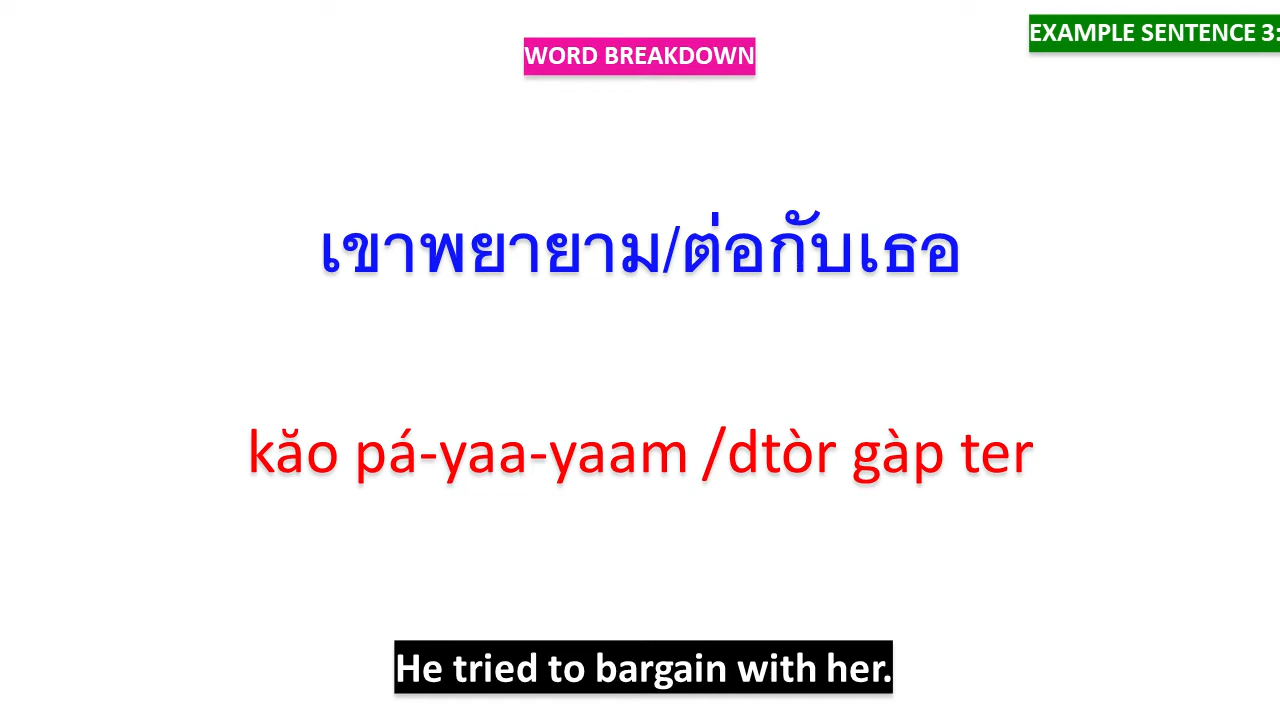 EXAMPLE SENTENCE 3:
WORD BREAKDOWN
เขาพยายาม/ต่อกับเธอ
kăo pá-yaa-yaam /dtòr gàp ter
He tried to bargain with her.